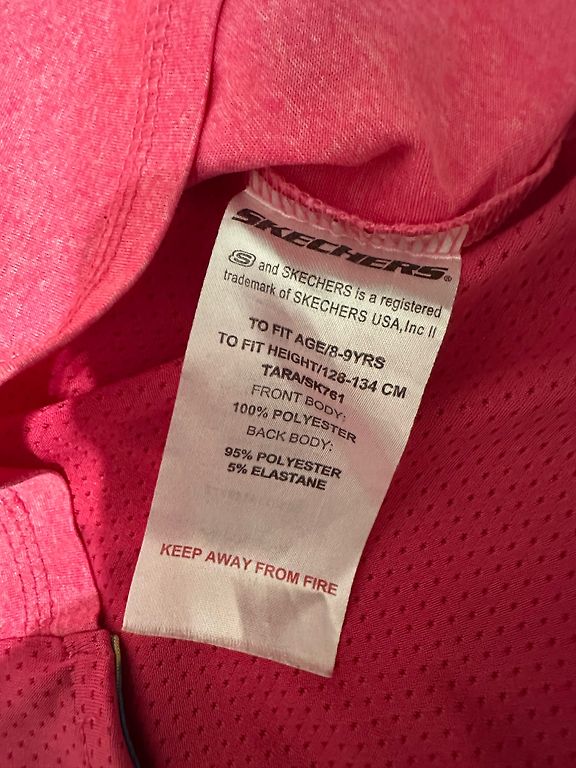 SKECHERS®
S and SKECHERS is a registered
trademark of SKECHERS USA,Inc II
TO FIT AGE/8-9YRS
TO FIT HEIGHT/128-134 CM
TARA/SK761
FRONT BODY:
100% POLYESTER
BACK BODY:
95% POLYESTER
5% ELASTANE
KEEP AWAY FROM FIRE